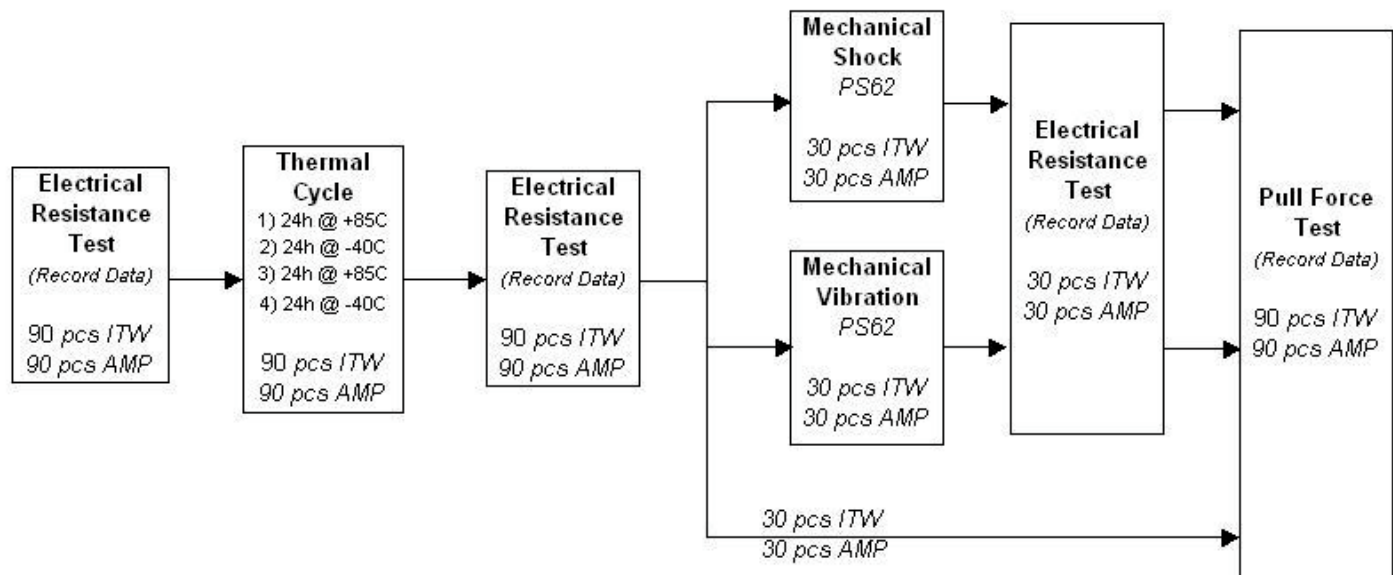 Electrical
Resistance
Test
(Record Data)
90 pcs ITW
90 pcs AMP
Thermal
Cycle
1) 24h @ +85C
2) 24h @ -40C
3) 24h @ +85C
4) 24h @ -40C
90 pcs ITW
90 pcs AMP
Electrical
Resistance
Test
(Record Data)
90 pcs ITW
90 pcs AMP
Mechanical
Shock
PS62
30 pcs ITW
30 pcs AMP
Mechanical
Vibration
PS62
30 pcs ITW
30 pcs AMP
30 pcs ITW
30 pcs AMP
Electrical
Resistance
Test
(Record Data)
30 pcs ITW
30 pcs AMP
Pull Force
Test
(Record Data)
90 pcs ITW
90 pcs AMP